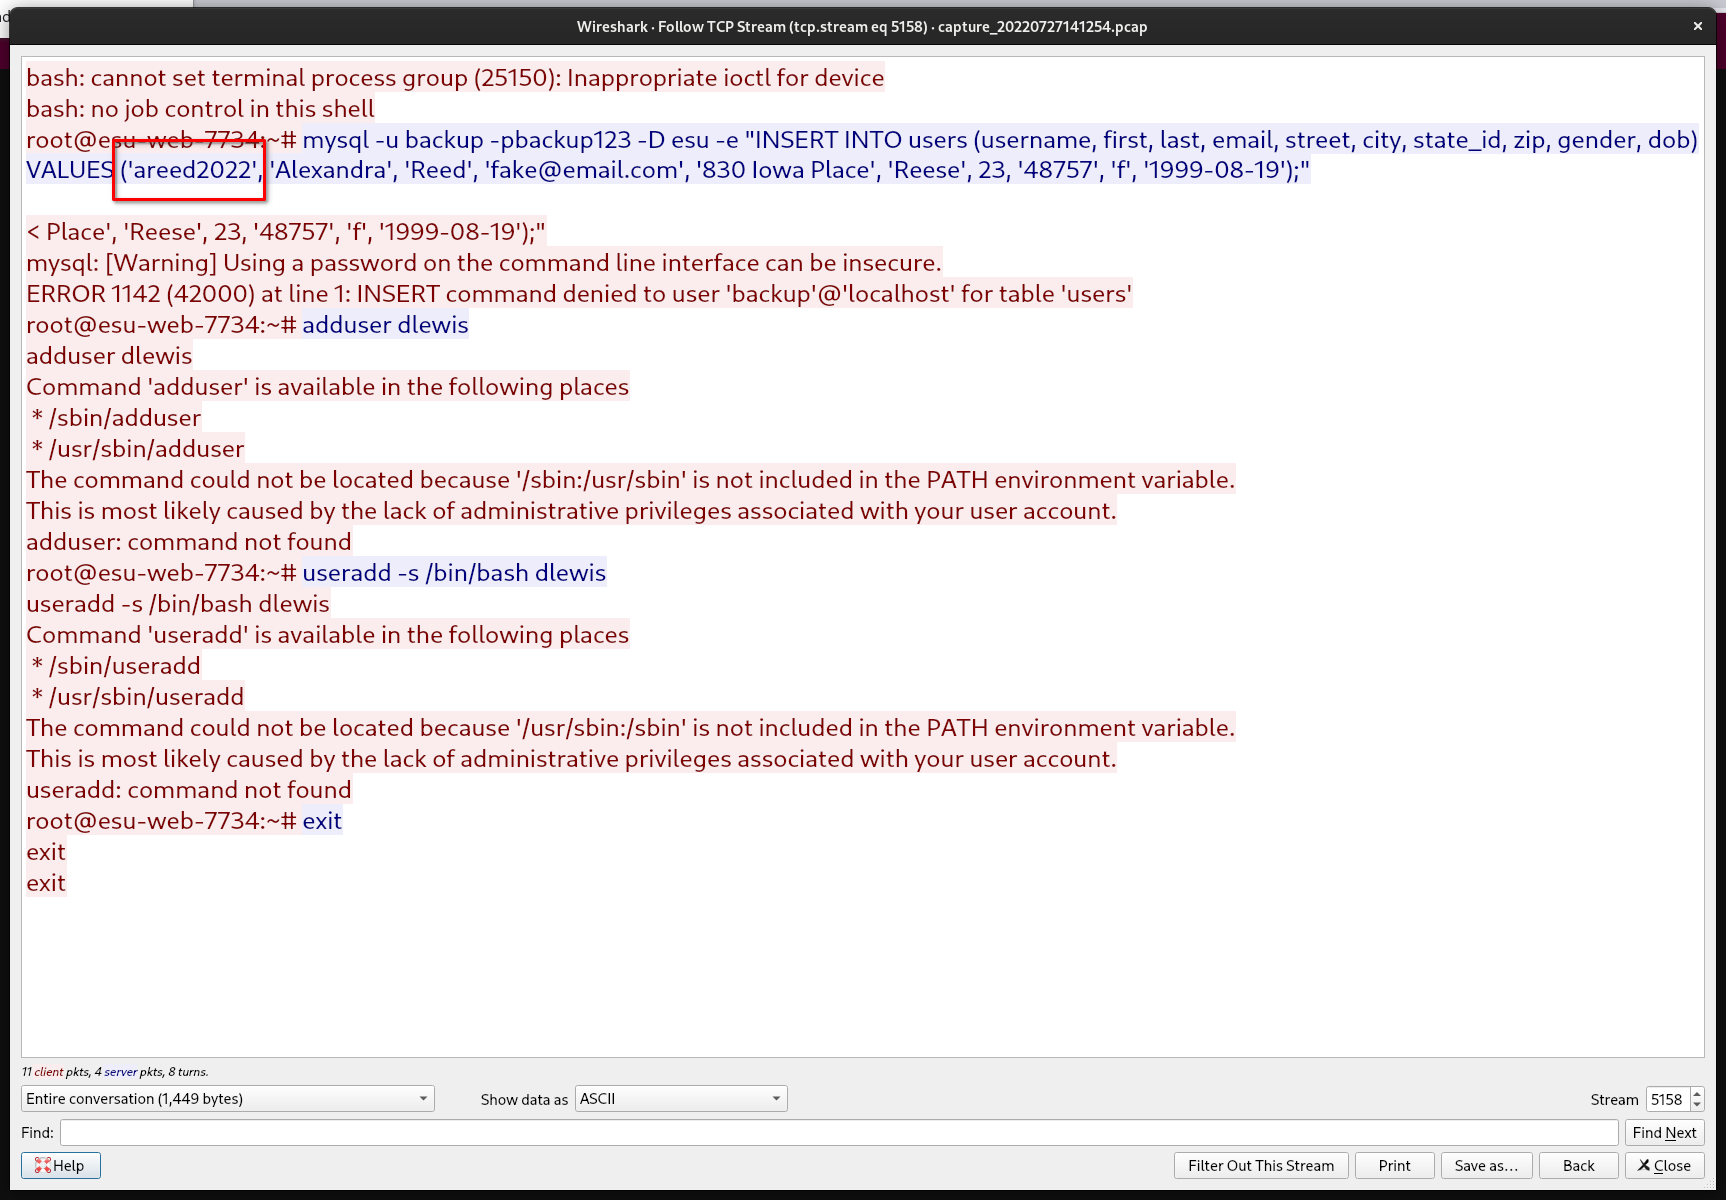 Wireshark · Follow TCP Stream (tcp.stream eq 5158) · capture_20220727141254.pcap
bash: cannot set terminal process group (25150): Inappropriate ioctl for device
bash: no job control in this shell
root@esu-web-7734:~# mysql -u backup -pbackup123 -D esu -e "INSERT INTO users (username, first, last, email, street, city, state_id, zip, gender, dob)
VALUES ('areed2022', 'Alexandra', 'Reed', 'fake@email.com', '830 Iowa Place', 'Reese', 23, '48757', 'f', '1999-08-19');"
< Place', 'Reese', 23, '48757', 'f', '1999-08-19');"
mysql: [Warning] Using a password on the command line interface can be insecure.
ERROR 1142 (42000) at line 1: INSERT command denied to user 'backup'@'localhost' for table 'users'
root@esu-web-7734:~# adduser dlewis
adduser dlewis
Command 'adduser' is available in the following places
* /sbin/adduser
* /usr/sbin/adduser
The command could not be located because '/sbin:/usr/sbin' is not included in the PATH environment variable.
This is most likely caused by the lack of administrative privileges associated with your user account.
adduser: command not found
root@esu-web-7734:~# useradd -s /bin/bash dlewis
useradd -s /bin/bash dlewis
Command 'useradd' is available in the following places
* /sbin/useradd
* /usr/sbin/useradd
The command could not be located because '/usr/sbin:/sbin' is not included in the PATH environment variable.
This is most likely caused by the lack of administrative privileges associated with your user account.
useradd: command not found
root@esu-web-7734:~# exit
exit
exit
11 client pkts, 4 server pkts, 8 turns.
Entire conversation (1,449 bytes) Show data as ASCII Stream 5158
Find: Find Next
Help Filter Out This Stream Print Save as... Back Close